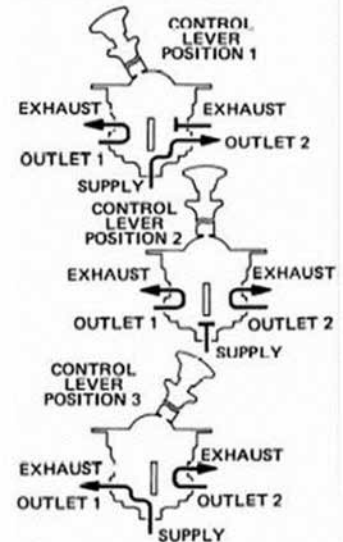 CONTROL
LEVER
POSITION 1
EXHAUST
EXHAUST
OUTLET 2
OUTLET 1
SUPPLY
CONTROL
LEVER
POSITION 2
EXHAUST
EXHAUST
OUTLET 1
OUTLET 2
SUPPLY
CONTROL
LEVER
POSITION 3
EXHAUST
EXHAUST
OUTLET 1
OUTLET 2
SUPPLY